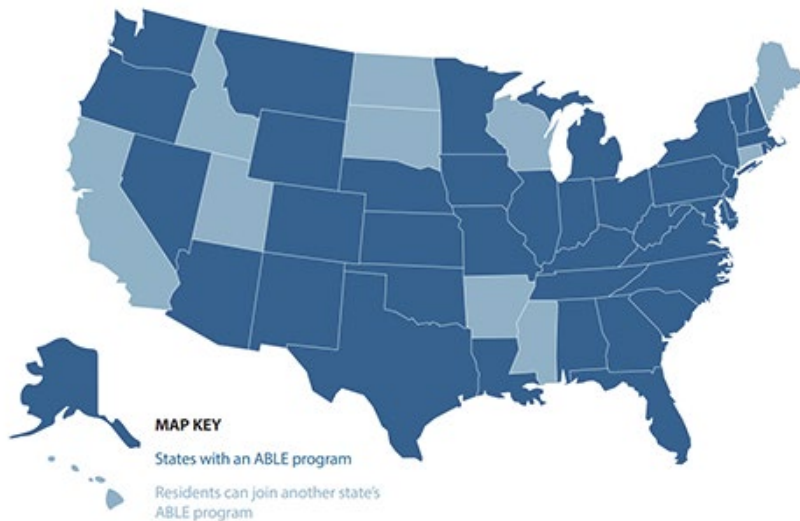 MAP KEY
States with an ABLE program
Residents can join another state's
ABLE program